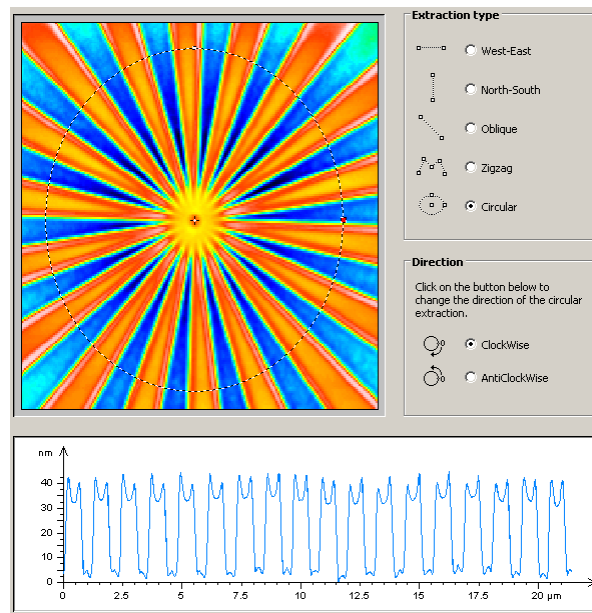 Extraction type
West-East
North-South
Oblique
Zigzag
Circular
Direction
Click on the button below to
change the direction of the circular
extraction.
0 ClockWise
0 AntiClockWise
nm
40
30
20
10
0
0 2.5 5 7.5 10 12.5 15 17.5 20 µm